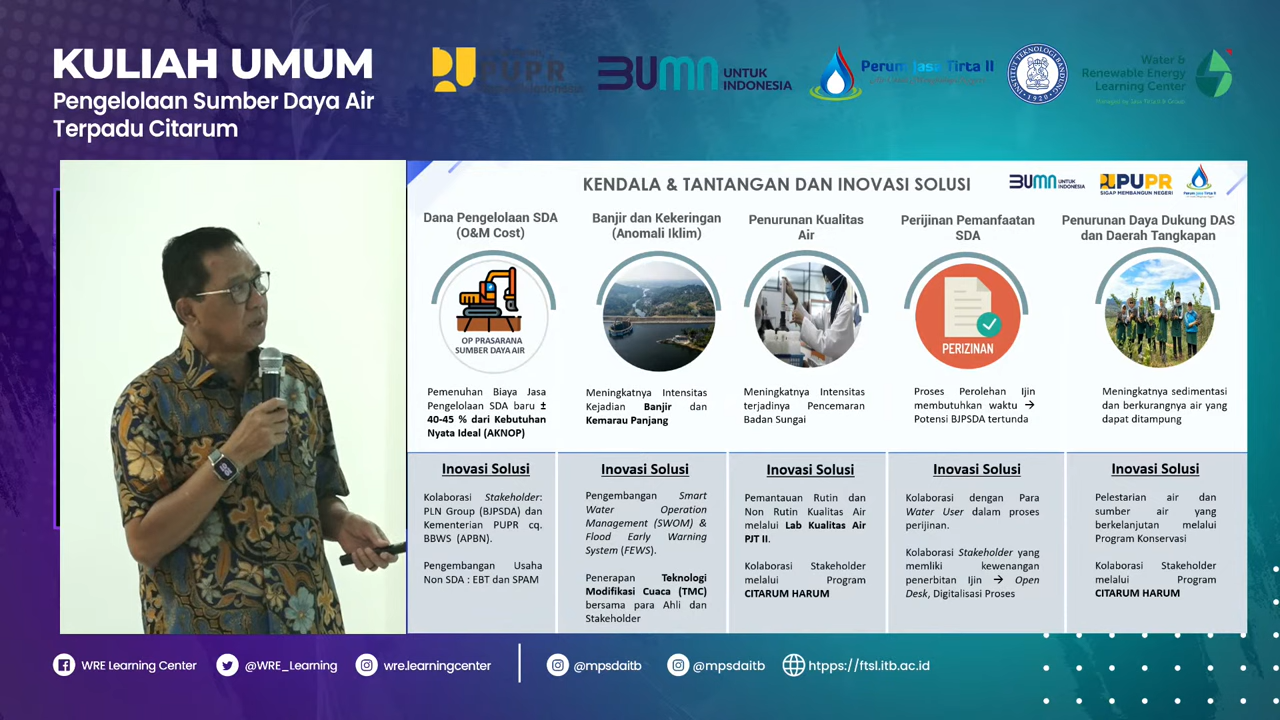 KULIAH UMUM
Pengelolaan Sumber Daya Air
Terpadu Citarum
PUPR
BUMN UNTUK INDONESIA
Perum Jasa Tirta II
INSTITUT TEKNOLOGI BANDUNG
1920
Water &
Renewable Energy
Learning Center
KENDALA & TANTANGAN DAN INOVASI SOLUSI
BUMN UNTUK INDONESIA
PUPR
SIGAP MEMBANGUN NEGERI
Perum Jasa Tirta II
Dana Pengelolaan SDA
(O&M Cost)
OP PRASARANA
SUMBER DAYA AIR
Pemenuhan Biaya Jasa
Pengelolaan SDA baru ±
40-45 % dari Kebutuhan
Nyata Ideal (AKNOP)
Inovasi Solusi
Kolaborasi Stakeholder:
PLN Group (BJPSDA) dan
Kementerian PUPR cq.
BBWS (APBN).
Pengembangan Usaha
Non SDA : EBT dan SPAM
Banjir dan Kekeringan
(Anomali Iklim)
Meningkatnya Intensitas
Kejadian Banjir dan
Kemarau Panjang
Inovasi Solusi
Pengembangan Smart
Water Operation
Management (SWOM) &
Flood Early Warning
System (FEWS).
Penerapan Teknologi
Modifikasi Cuaca (TMC)
bersama para Ahli dan
Stakeholder
Penurunan Kualitas
Air
Meningkatnya Intensitas
terjadinya Pencemaran
Badan Sungai
Inovasi Solusi
Pemantauan Rutin dan
Non Rutin Kualitas Air
melalui Lab Kualitas Air
PJT II.
Kolaborasi Stakeholder
melalui Program
CITARUM HARUM
Perijinan Pemanfaatan
SDA
PERIZINAN
Proses Perolehan Ijin
membutuhkan waktu →
Potensi BJPSDA tertunda
Inovasi Solusi
Kolaborasi dengan Para
Water User dalam proses
perijinan.
Kolaborasi Stakeholder yang
memliki kewenangan
penerbitan Ijin → Open
Desk, Digitalisasi Proses
Penurunan Daya Dukung DAS
dan Daerah Tangkapan
Meningkatnya sedimentasi
dan berkurangnya air yang
dapat ditampung
Inovasi Solusi
Pelestarian air dan
sumber air yang
berkelanjutan melalui
Program Konservasi
Kolaborasi Stakeholder
melalui Program
CITARUM HARUM
WRE Learning Center
@WRE_Learning
wre.learningcenter
@mpsdaitb
@mpsdaitb
htpps://ftsl.itb.ac.id